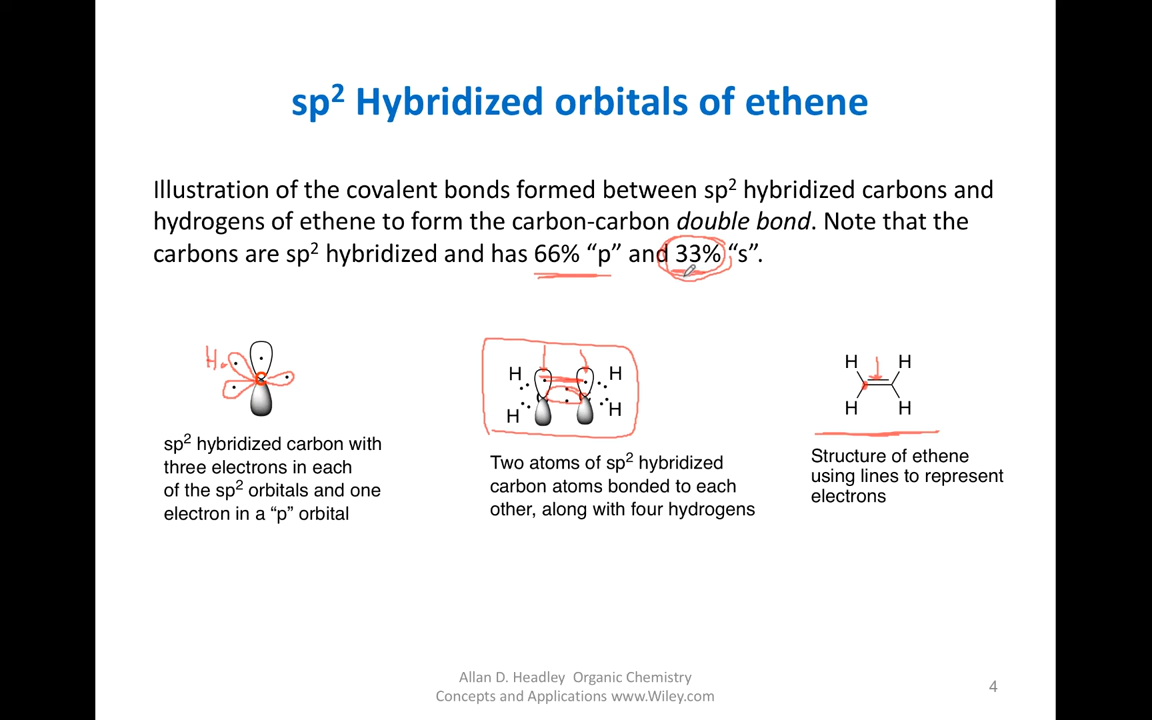 sp² Hybridized orbitals of ethene
Illustration of the covalent bonds formed between sp² hybridized carbons and
hydrogens of ethene to form the carbon-carbon double bond. Note that the
carbons are sp² hybridized and has 66% “p” and 33% “s”.
H
sp² hybridized carbon with
three electrons in each
of the sp² orbitals and one
electron in a “p” orbital
H H
H H
Two atoms of sp² hybridized
carbon atoms bonded to each
other, along with four hydrogens
H H
H H
Structure of ethene
using lines to represent
electrons
Allan D. Headley Organic Chemistry
Concepts and Applications www.Wiley.com
4